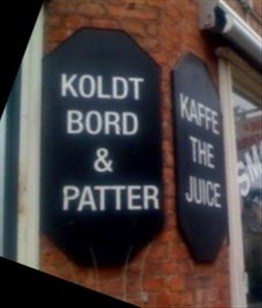 KOLDT
BORD
&
PATTER
KAFFE
THE
JUICE